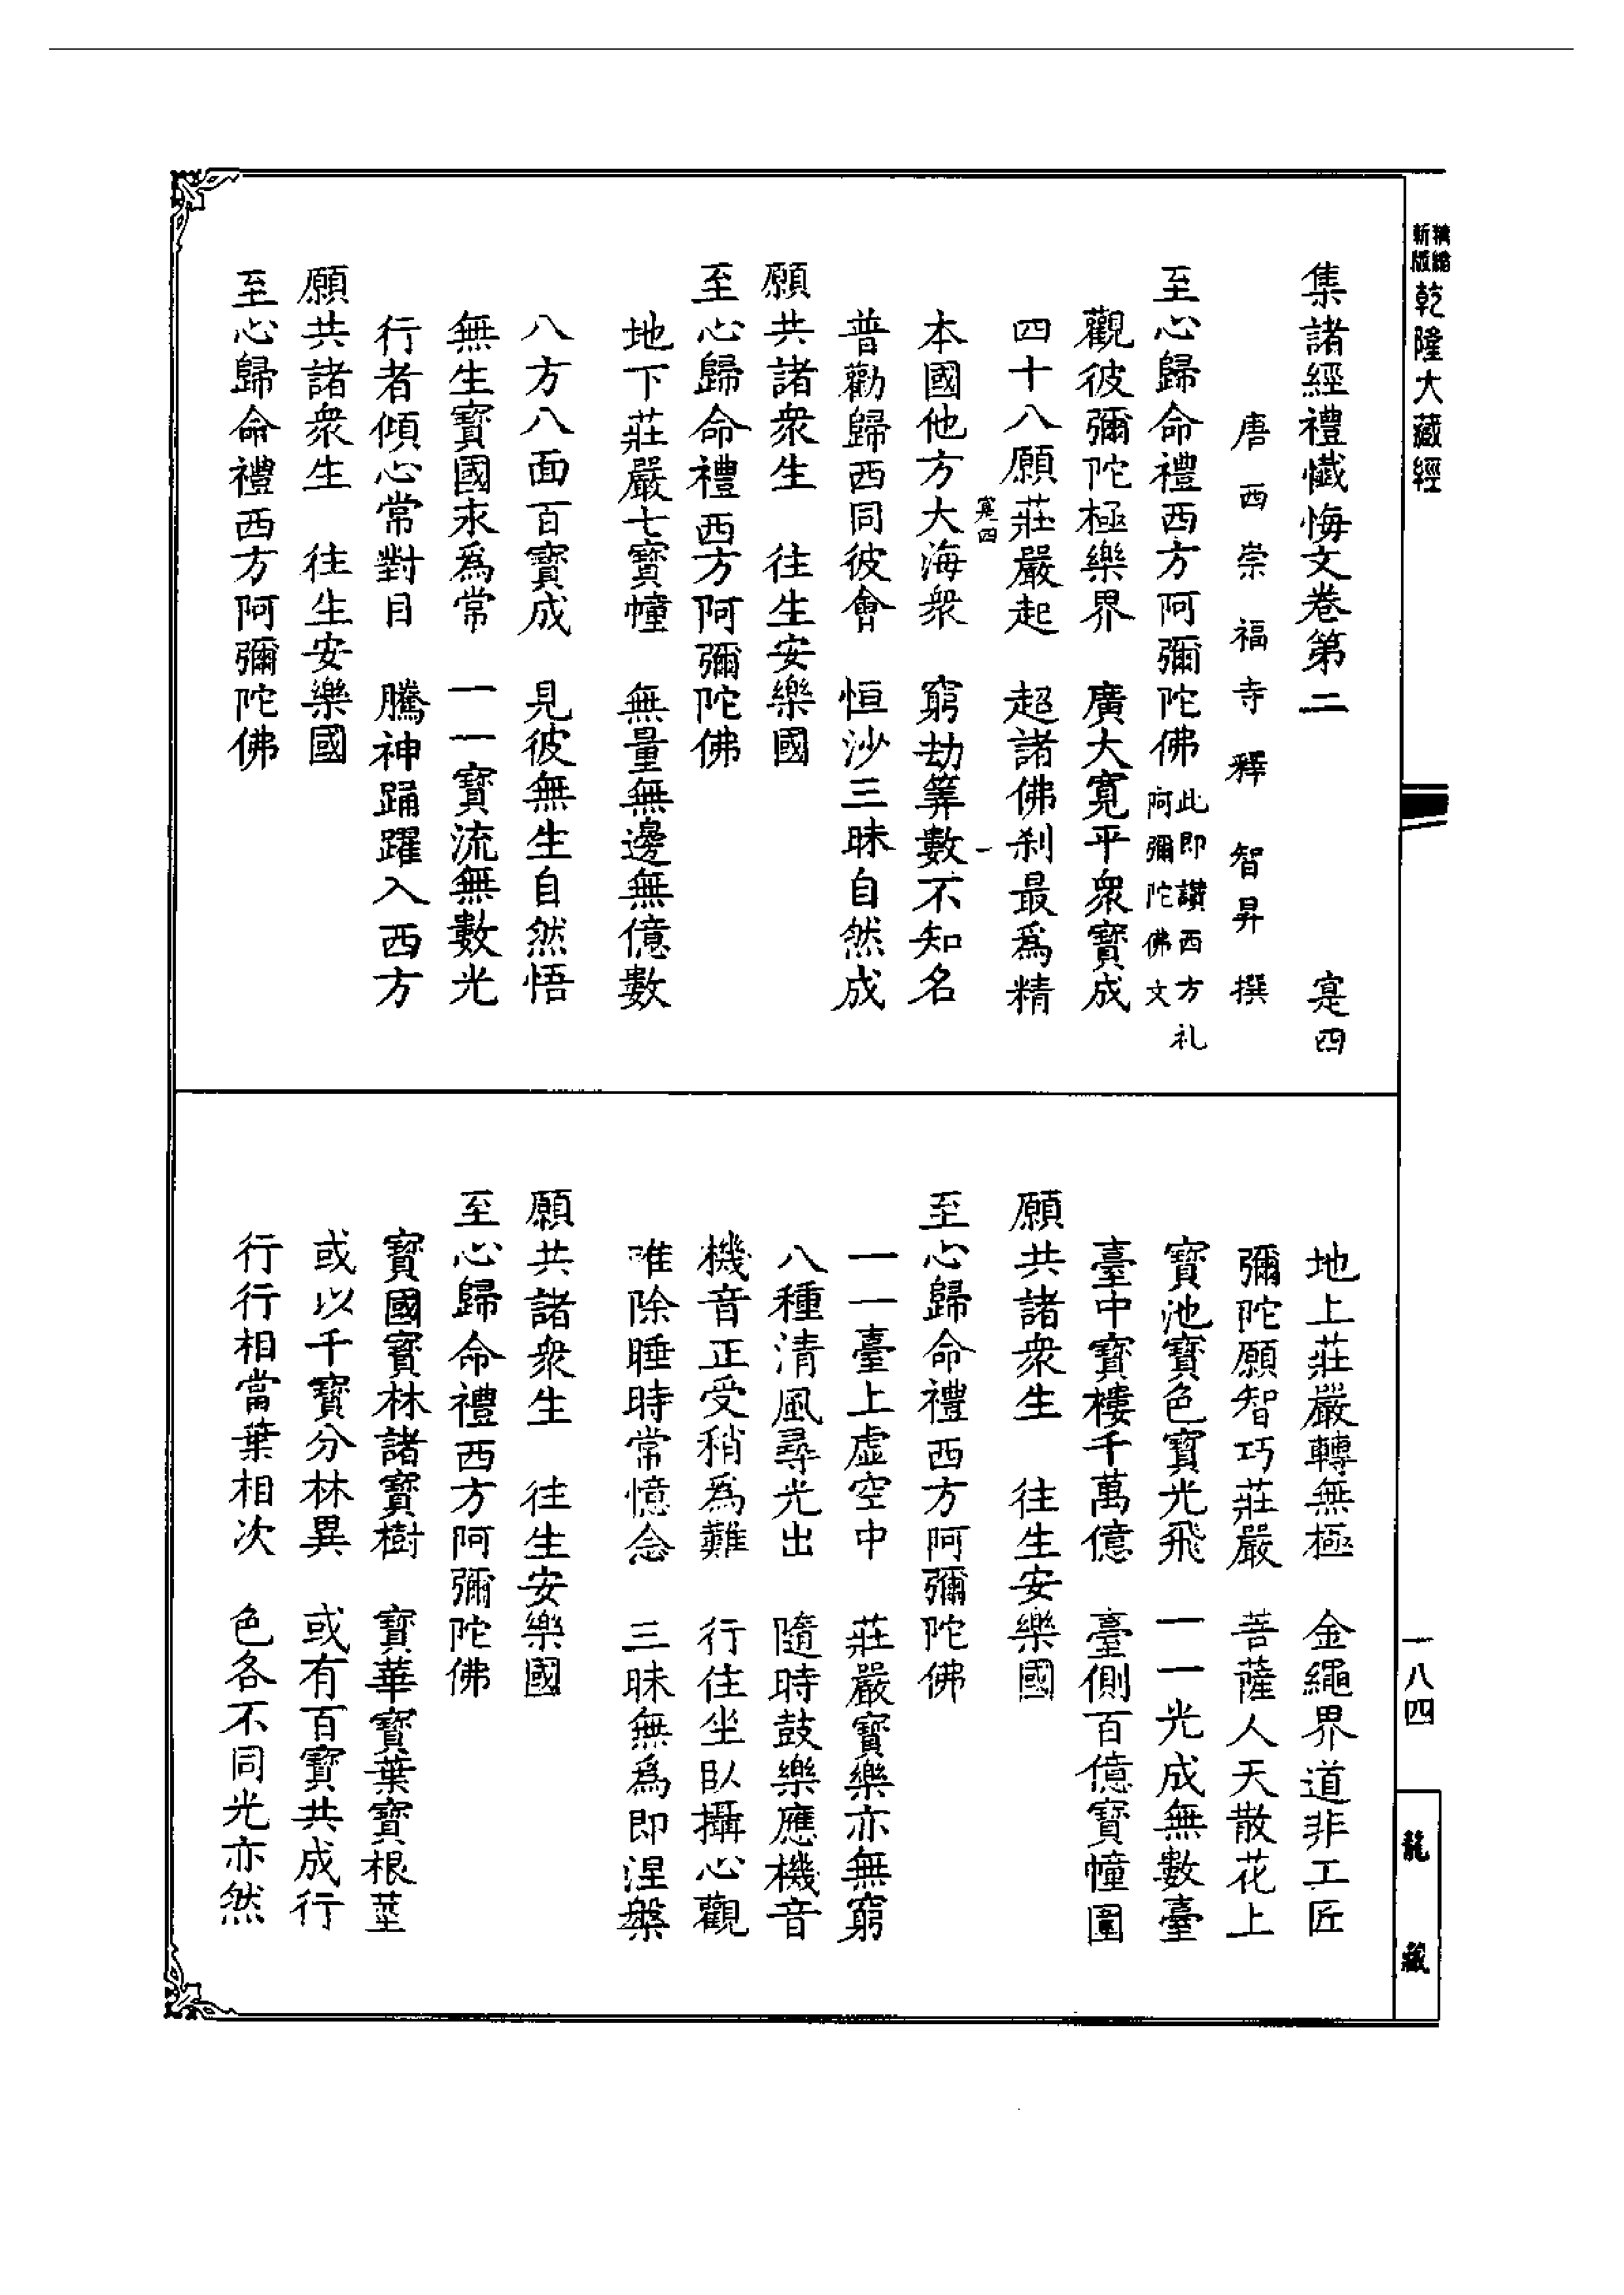 精縮新版乾隆大藏經
集諸經禮懺悔文卷第二　寔四
唐西崇福寺釋智昇撰
至心歸命禮西方阿彌陀佛此即讚西方礼阿彌陀佛文
觀彼彌陀極樂界　廣大寬平衆寶成
四十八願莊嚴起　超諸佛刹最爲精
寔四　一
本國他方大海衆　窮劫筭數不知名
普勸歸西同彼會　恒沙三昧自然成
願共諸衆生　往生安樂國
至心歸命禮西方阿彌陀佛
地下莊嚴七寶幢　無量無邊無億數
八方八面百寶成　見彼無生自然悟
無生寶國永爲常　一一寶流無數光
行者傾心常對目　騰神踊躍入西方
願共諸衆生　往生安樂國
至心歸命禮西方阿彌陀佛
地上莊嚴轉無極　金繩界道非工匠
彌陀願智巧莊嚴　菩薩人天散花上
寶池寶色寶光飛　一一光成無數臺
臺中寶樓千萬億　臺側百億寶幢圍
願共諸衆生　往生安樂國
至心歸命禮西方阿彌陀佛
一一臺上虛空中　莊嚴寶樂亦無窮
八種清風尋光出　隨時鼓樂應機音
機音正受稍爲難　行住坐臥攝心觀
唯除睡時常憶念　三昧無爲即涅槃
願共諸衆生　往生安樂國
至心歸命禮西方阿彌陀佛
寶國寶林諸寶樹　寶華寶葉寶根莖
或以千寶分林異　或有百寶共成行
行行相當葉相次　色各不同光亦然
一八四
龍藏